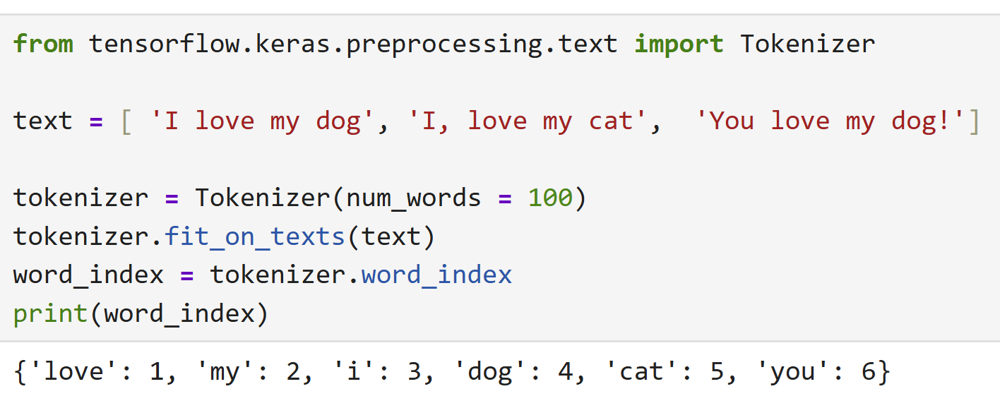 from tensorflow.keras.preprocessing.text import Tokenizer
text = [ 'I love my dog', 'I, love my cat',  'You love my dog!']
tokenizer = Tokenizer(num_words = 100)
tokenizer.fit_on_texts(text)
word_index = tokenizer.word_index
print(word_index)
{'love': 1, 'my': 2, 'i': 3, 'dog': 4, 'cat': 5, 'you': 6}